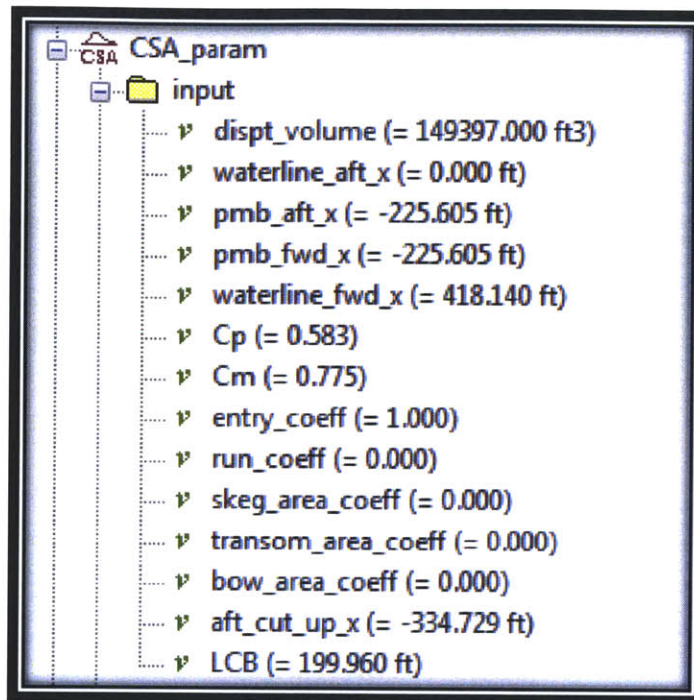 CSA CSA_param
input
v dispt_volume (= 149397.000 ft3)
v waterline_aft_x (= 0.000 ft)
v pmb_aft_x (= -225.605 ft)
v pmb_fwd_x (= -225.605 ft)
v waterline_fwd_x (= 418.140 ft)
v Cp (= 0.583)
v Cm (= 0.775)
v entry_coeff (= 1.000)
v run_coeff (= 0.000)
v skeg_area_coeff (= 0.000)
v transom_area_coeff (= 0.000)
v bow_area_coeff (= 0.000)
v aft_cut_up_x (= -334.729 ft)
v LCB (= 199.960 ft)